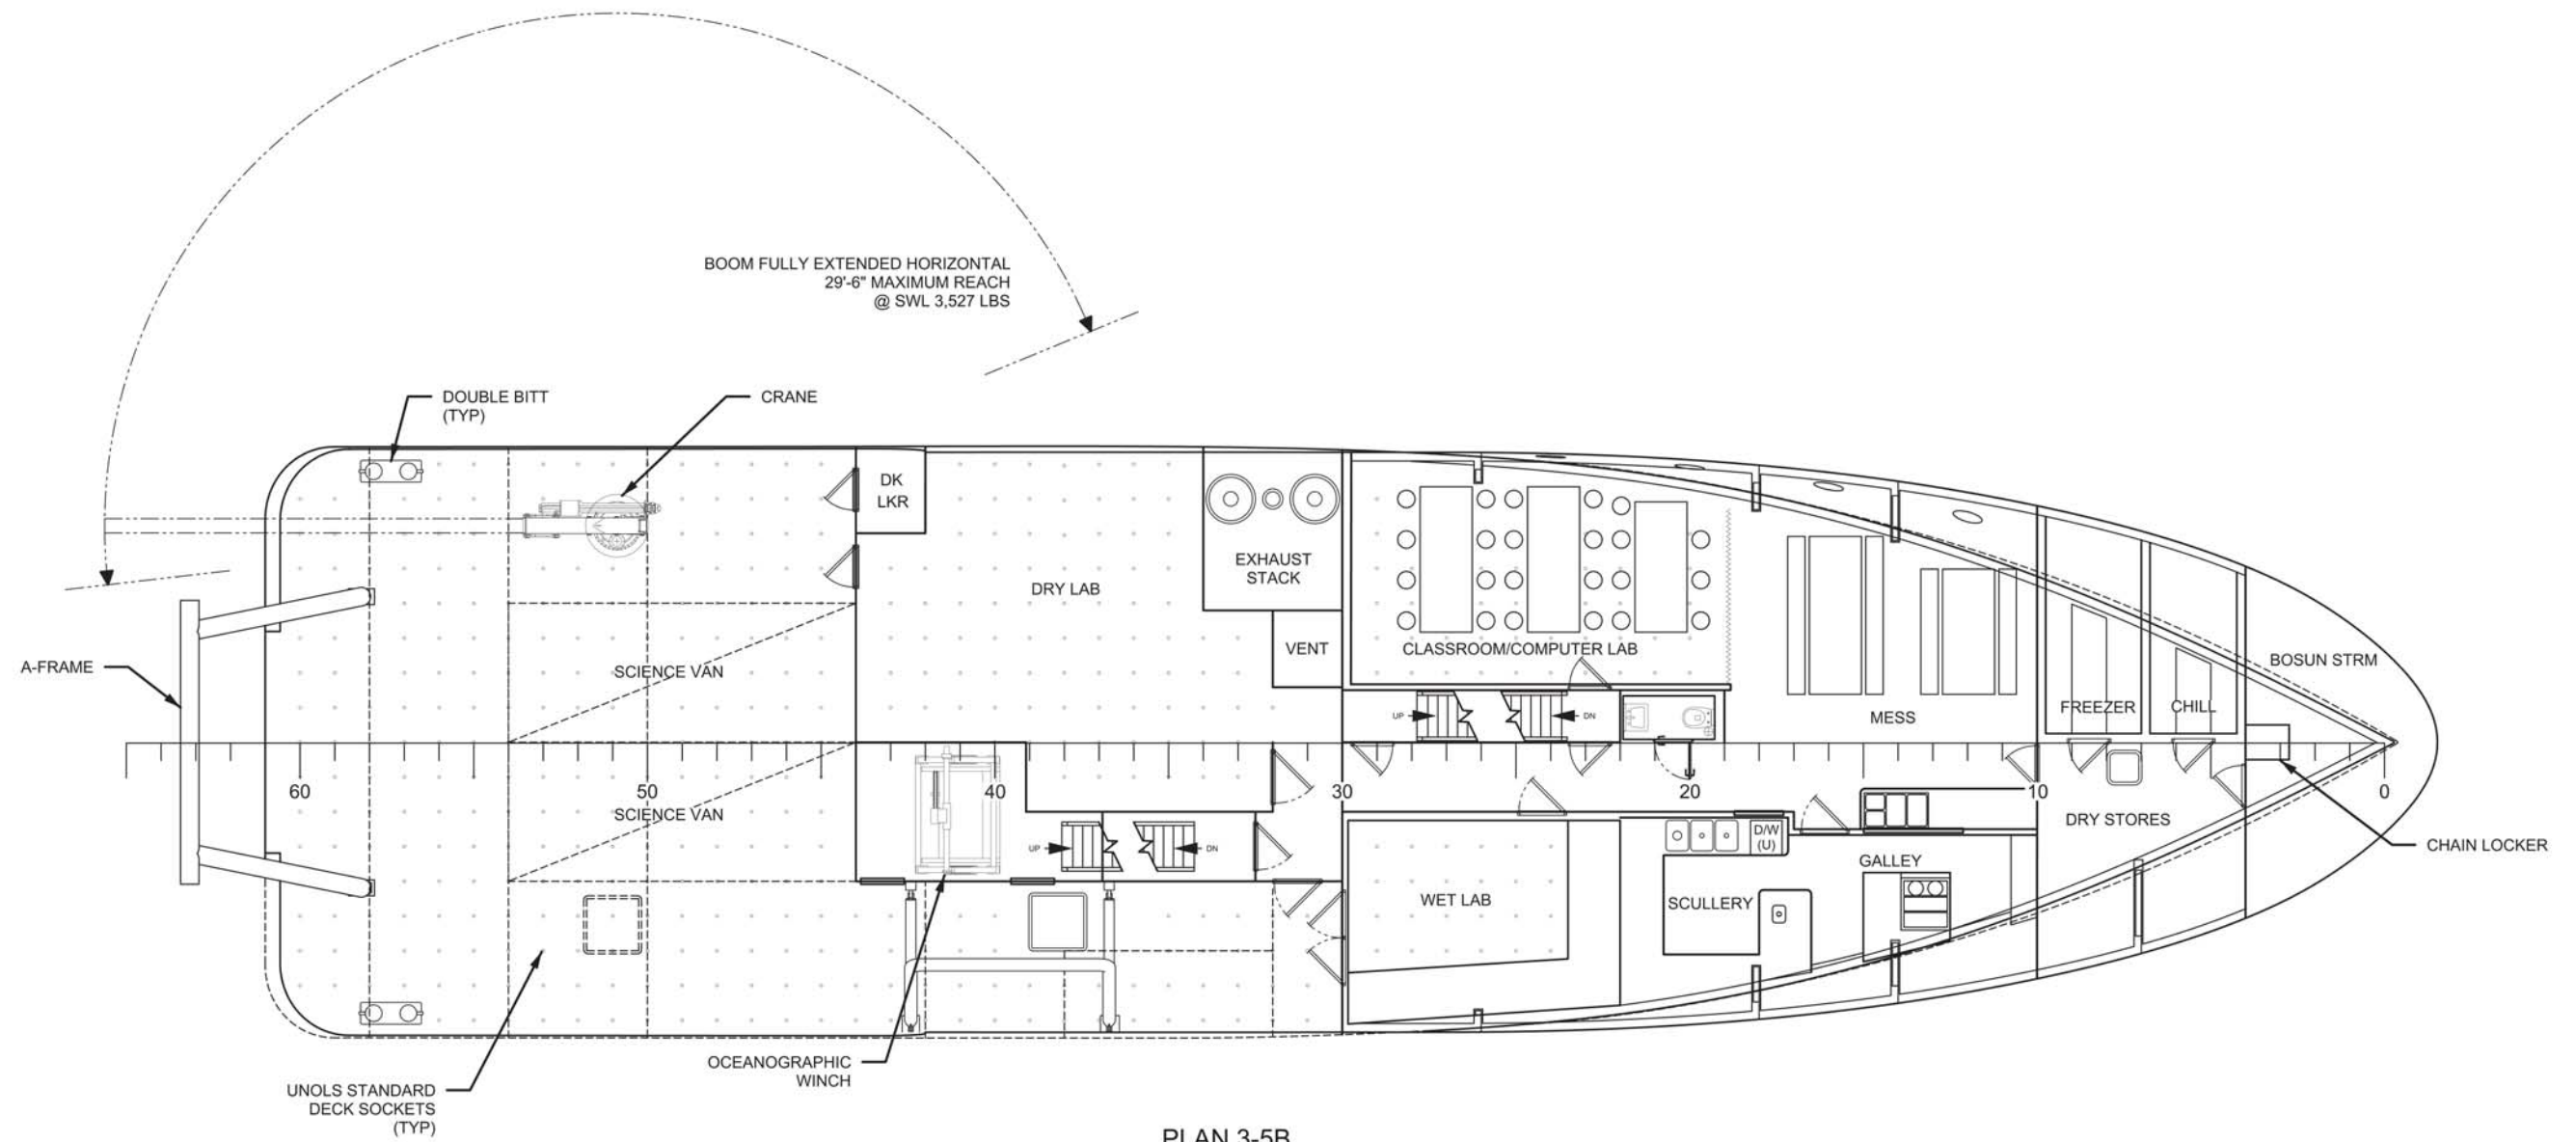 BOOM FULLY EXTENDED HORIZONTAL
29'-6" MAXIMUM REACH
@ SWL 3,527 LBS
DOUBLE BITT
(TYP)
CRANE
DK
LKR
EXHAUST
STACK
DRY LAB
VENT
CLASSROOM/COMPUTER LAB
SCIENCE VAN
A-FRAME
BOSUN STRM
FREEZER
CHILL
MESS
UP
DN
60
50
40
30
20
10
0
SCIENCE VAN
DRY STORES
D/W
(U)
UP
DN
CHAIN LOCKER
GALLEY
WET LAB
SCULLERY
OCEANOGRAPHIC
WINCH
UNOLS STANDARD
DECK SOCKETS
(TYP)
PLAN 3-5B